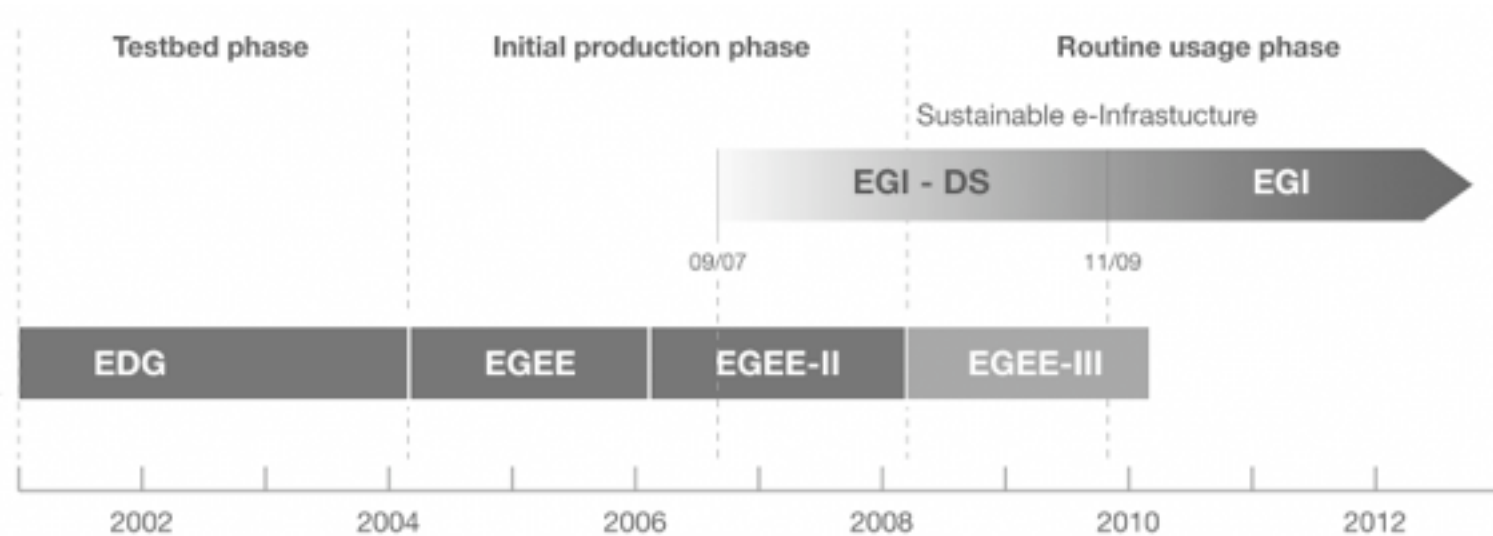 Testbed phase
Initial production phase
Routine usage phase
Sustainable e-Infrastucture
EGI - DS
EGI
09/07
11/09
EDG
EGEE
EGEE-II
EGEE-III
2002
2004
2006
2008
2010
2012